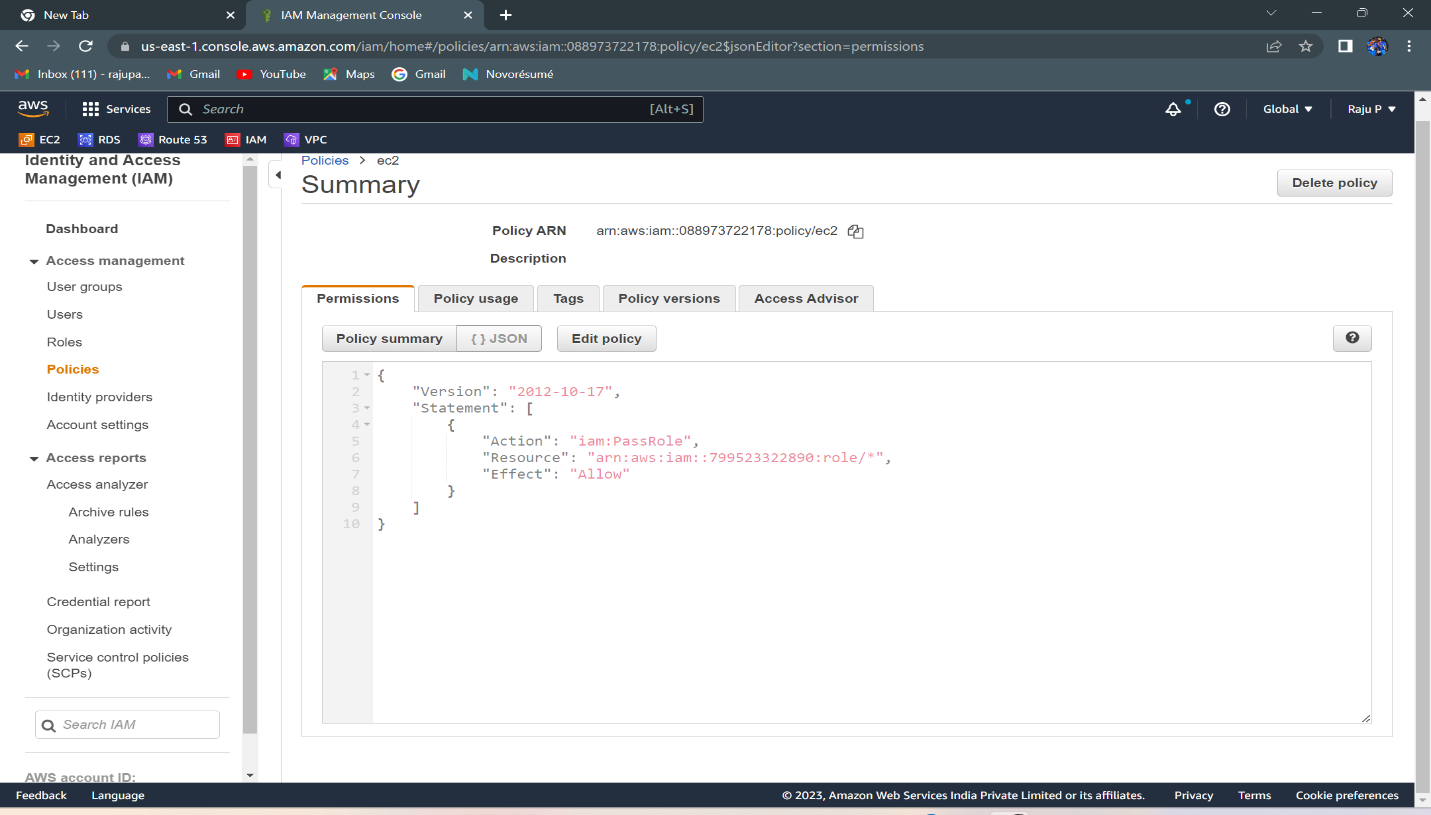 New Tab
IAM Management Console
us-east-1.console.aws.amazon.com/iam/home#/policies/arn:aws:iam::088973722178:policy/ec2$jsonEditor?section=permissions
Inbox (111) - rajupa...
Gmail
YouTube
Maps
Gmail
Novorésumé
aws
Services
Search
[Alt+S]
Global
Raju P
EC2
RDS
Route 53
IAM
VPC
Identity and Access
Management (IAM)
Dashboard
Access management
User groups
Users
Roles
Policies
Identity providers
Account settings
Access reports
Access analyzer
Archive rules
Analyzers
Settings
Credential report
Organization activity
Service control policies
(SCPs)
Search IAM
AWS account ID:
Policies > ec2
Summary
Delete policy
Policy ARN arn:aws:iam::088973722178:policy/ec2
Description
Permissions
Policy usage
Tags
Policy versions
Access Advisor
Policy summary
{ } JSON
Edit policy
1 {
2 "Version": "2012-10-17",
3 "Statement": [
4 {
5 "Action": "iam:PassRole",
6 "Resource": "arn:aws:iam::799523322890:role/*",
7 "Effect": "Allow"
8 }
9 ]
10 }
Feedback
Language
© 2023, Amazon Web Services India Private Limited or its affiliates.
Privacy
Terms
Cookie preferences